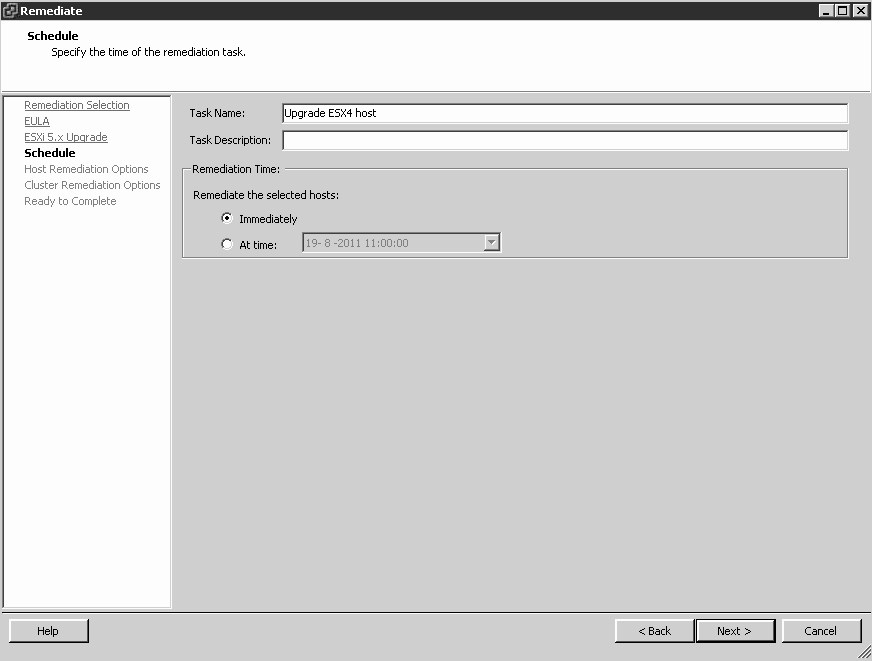 Remediate
Schedule
Specify the time of the remediation task.
Remediation Selection
EULA
ESXi 5.x Upgrade
Schedule
Host Remediation Options
Cluster Remediation Options
Ready to Complete
Task Name: Upgrade ESX4 host
Task Description:
Remediation Time:
Remediate the selected hosts:
Immediately
At time: 19- 8 -2011 11:00:00
Help < Back Next > Cancel